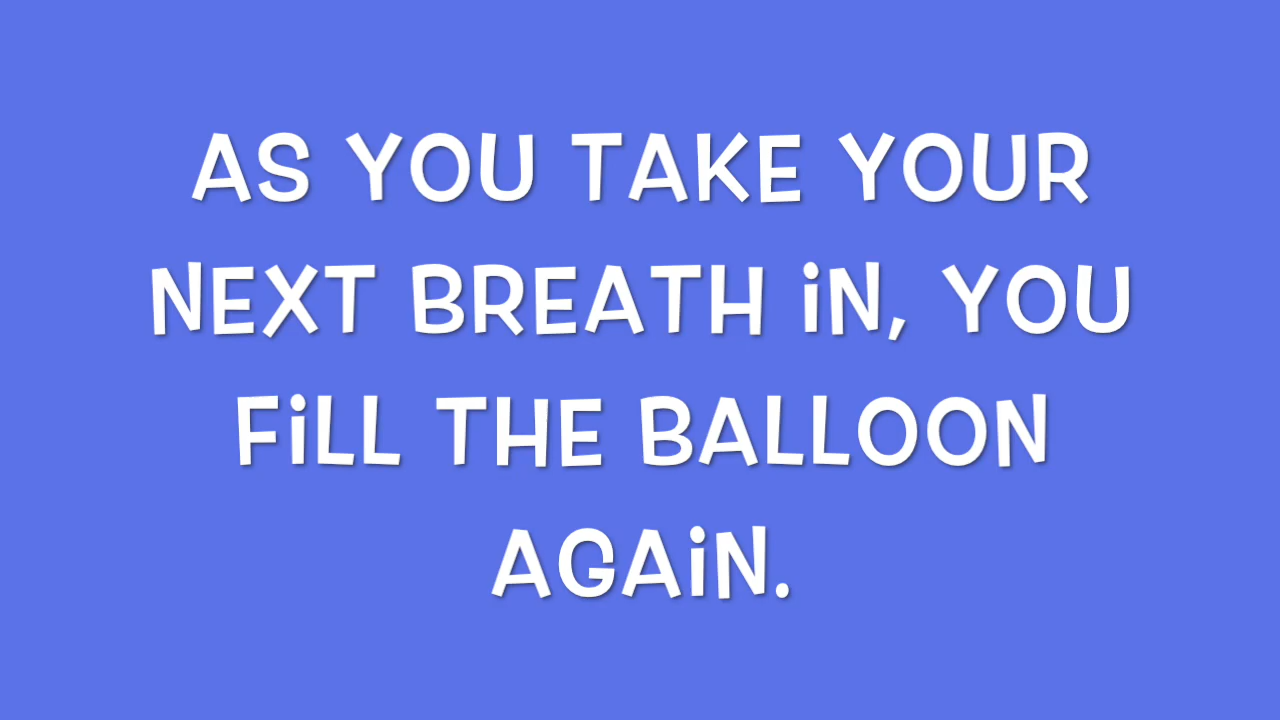 AS YOU TAKE YOUR
NEXT BREATH iN, YOU
FiLL THE BALLOON
AGAiN.